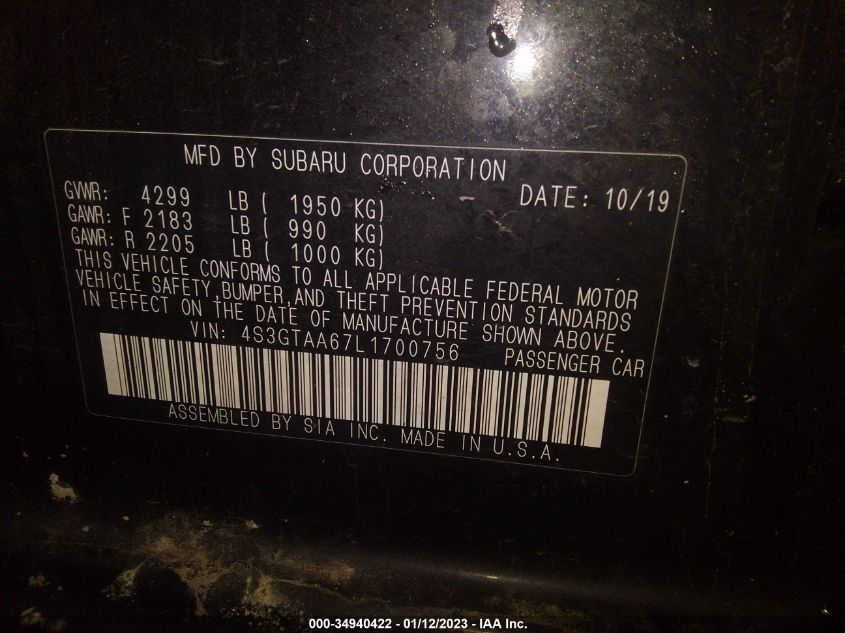 MFD BY SUBARU CORPORATION
GVWR: 4299 LB ( 1950 KG) DATE: 10/19
GAWR: F 2183 LB ( 990 KG)
GAWR: R 2205 LB ( 1000 KG)
THIS VEHICLE CONFORMS TO ALL APPLICABLE FEDERAL MOTOR
VEHICLE SAFETY,BUMPER,AND THEFT PREVENTION STANDARDS
IN EFFECT ON THE DATE OF MANUFACTURE SHOWN ABOVE.
VIN: 4S3GTAA67L1700756 PASSENGER CAR
ASSEMBLED BY SIA INC. MADE IN U.S.A.
000-34940422 - 01/12/2023 - IAA Inc.